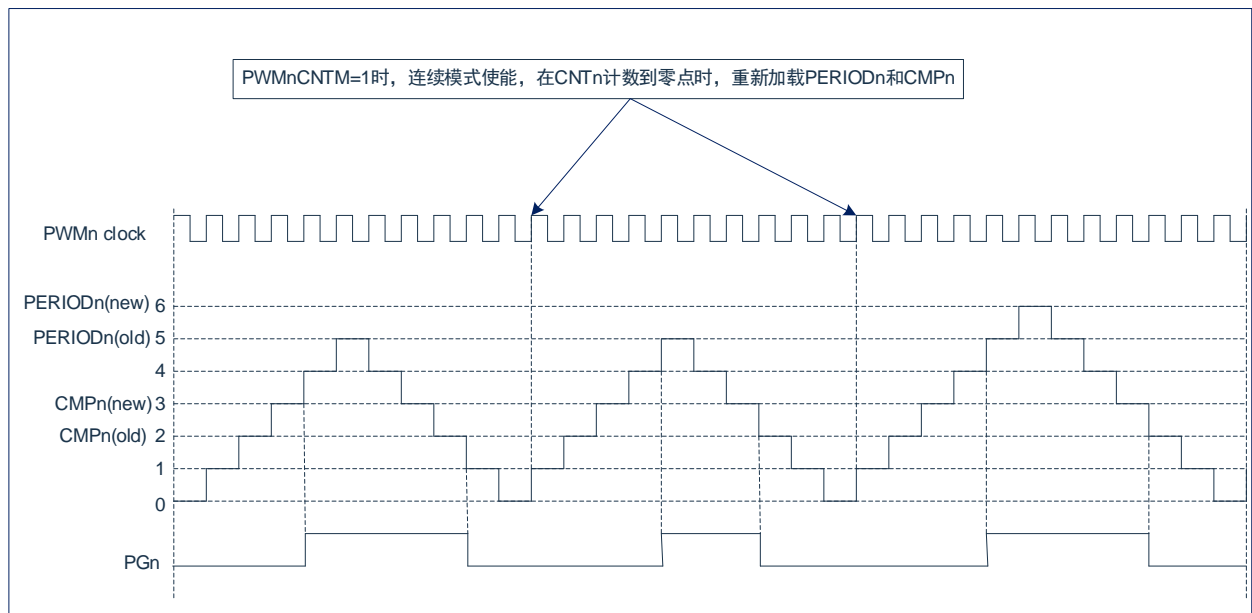 PWMnCNTM=1时，连续模式使能，在CNTn计数到零点时，重新加载PERIODn和CMPn
PWMn clock
PERIODn(new) 6
PERIODn(old) 5
4
CMPn(new) 3
CMPn(old) 2
1
0
PGn